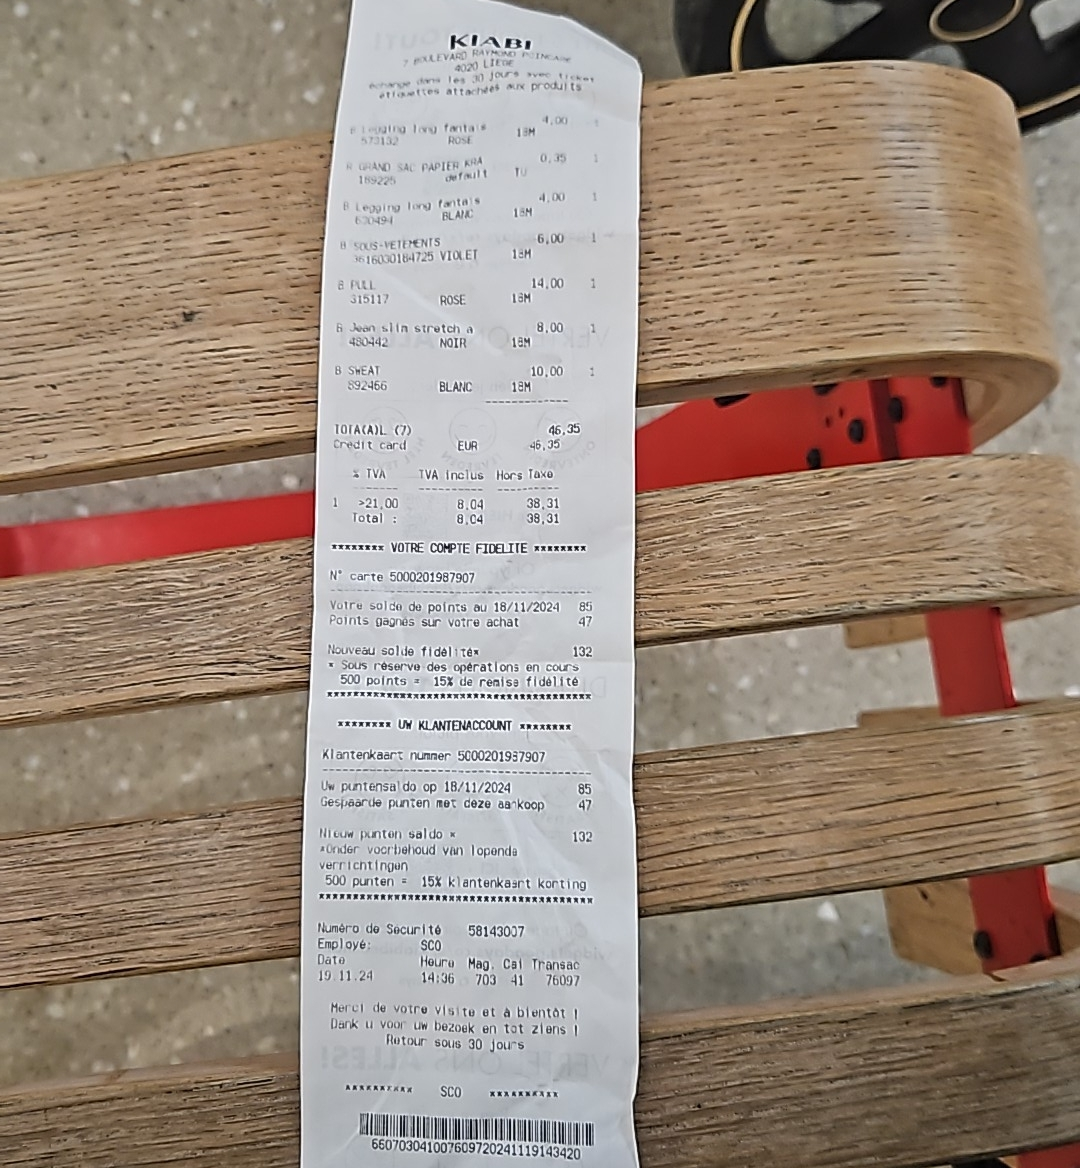 KIABI
7 BOULEVARD RAYMOND POINCARE
4020 LIEGE
échange dans les 30 jours avec ticket
étiquettes attachées aux produits
B Legging long fantais 18M 4,00 1
573132 ROSE
R GRAND SAC PAPIER KRA TU 0,35 1
189225 default
B Legging long fantais 4,00 1
630494 BLANC 18M
B SOUS-VETEMENTS 6,00 1
3616030184725 VIOLET 18M
B PULL 14,00 1
315117 ROSE 18M
B Jean slim stretch a 8,00 1
480442 NOIR 18M
B SWEAT 10,00 1
892466 BLANC 18M
------------
TOTA(A)L (7) 46,35
Credit card EUR 46,35
% TVA TVA inclus Hors Taxe
------ --------- ---------
1 >21,00 8,04 38,31
Total : 8,04 38,31
******** VOTRE COMPTE FIDELITE ********
N° carte 5000201987907
Votre solde de points au 18/11/2024 85
Points gagnés sur votre achat 47
Nouveau solde fidélité* 132
* Sous réserve des opérations en cours
500 points = 15% de remise fidélité
****************************************
******** UW KLANTENACCOUNT ********
Klantenkaart nummer 5000201987907
Uw puntensaldo op 18/11/2024 85
Gespaarde punten met deze aankoop 47
Nieuw punten saldo * 132
*Onder voorbehoud van lopende
verrichtingen
500 punten = 15% klantenkaart korting
****************************************
Numéro de Sécurité 58143007
Employé: SCO
Date Heure Mag. Cai Transac
19.11.24 14:36 703 41 76097
Merci de votre visite et à bientôt !
Dank u voor uw bezoek en tot ziens !
Retour sous 30 jours
********** SCO **********
66070304100760972024111914​3420